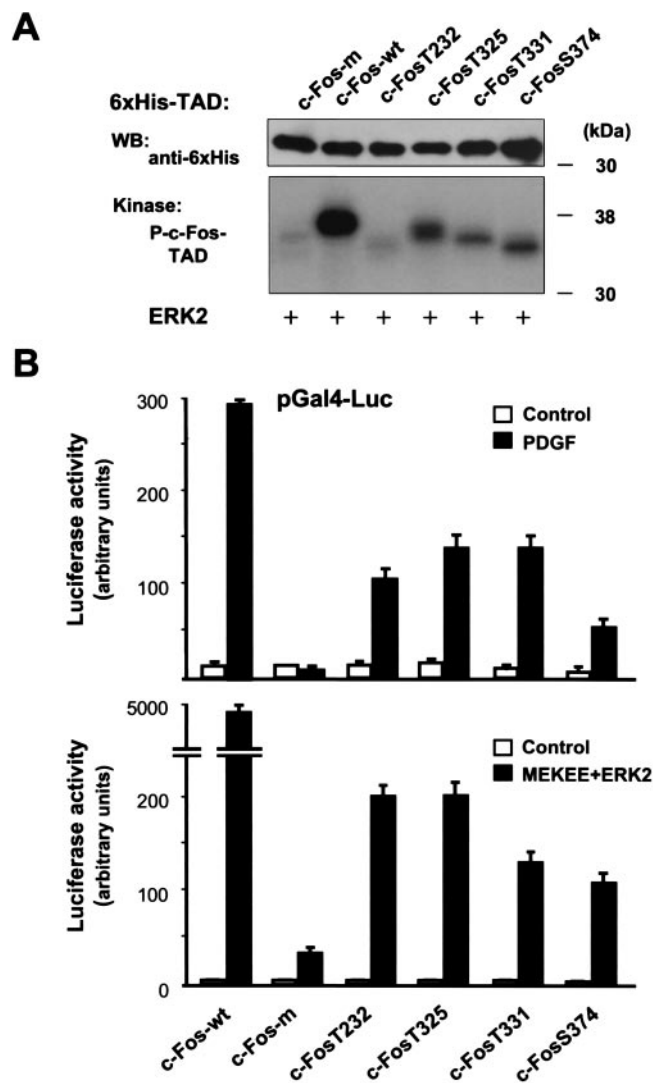 A
c-Fos-m
c-Fos-wt
c-FosT232
c-FosT325
c-FosT331
c-FosS374
6xHis-TAD:
(kDa)
WB:
anti-6xHis
30
Kinase:
38
P-c-Fos-
TAD
30
ERK2 + + + + + +
B
pGal4-Luc
Control
PDGF
300
200
100
Luciferase activity
(arbitrary units)
5000
Control
MEKEE+ERK2
200
100
0
Luciferase activity
(arbitrary units)
c-Fos-wt
c-Fos-m
c-FosT232
c-FosT325
c-FosT331
c-FosS374